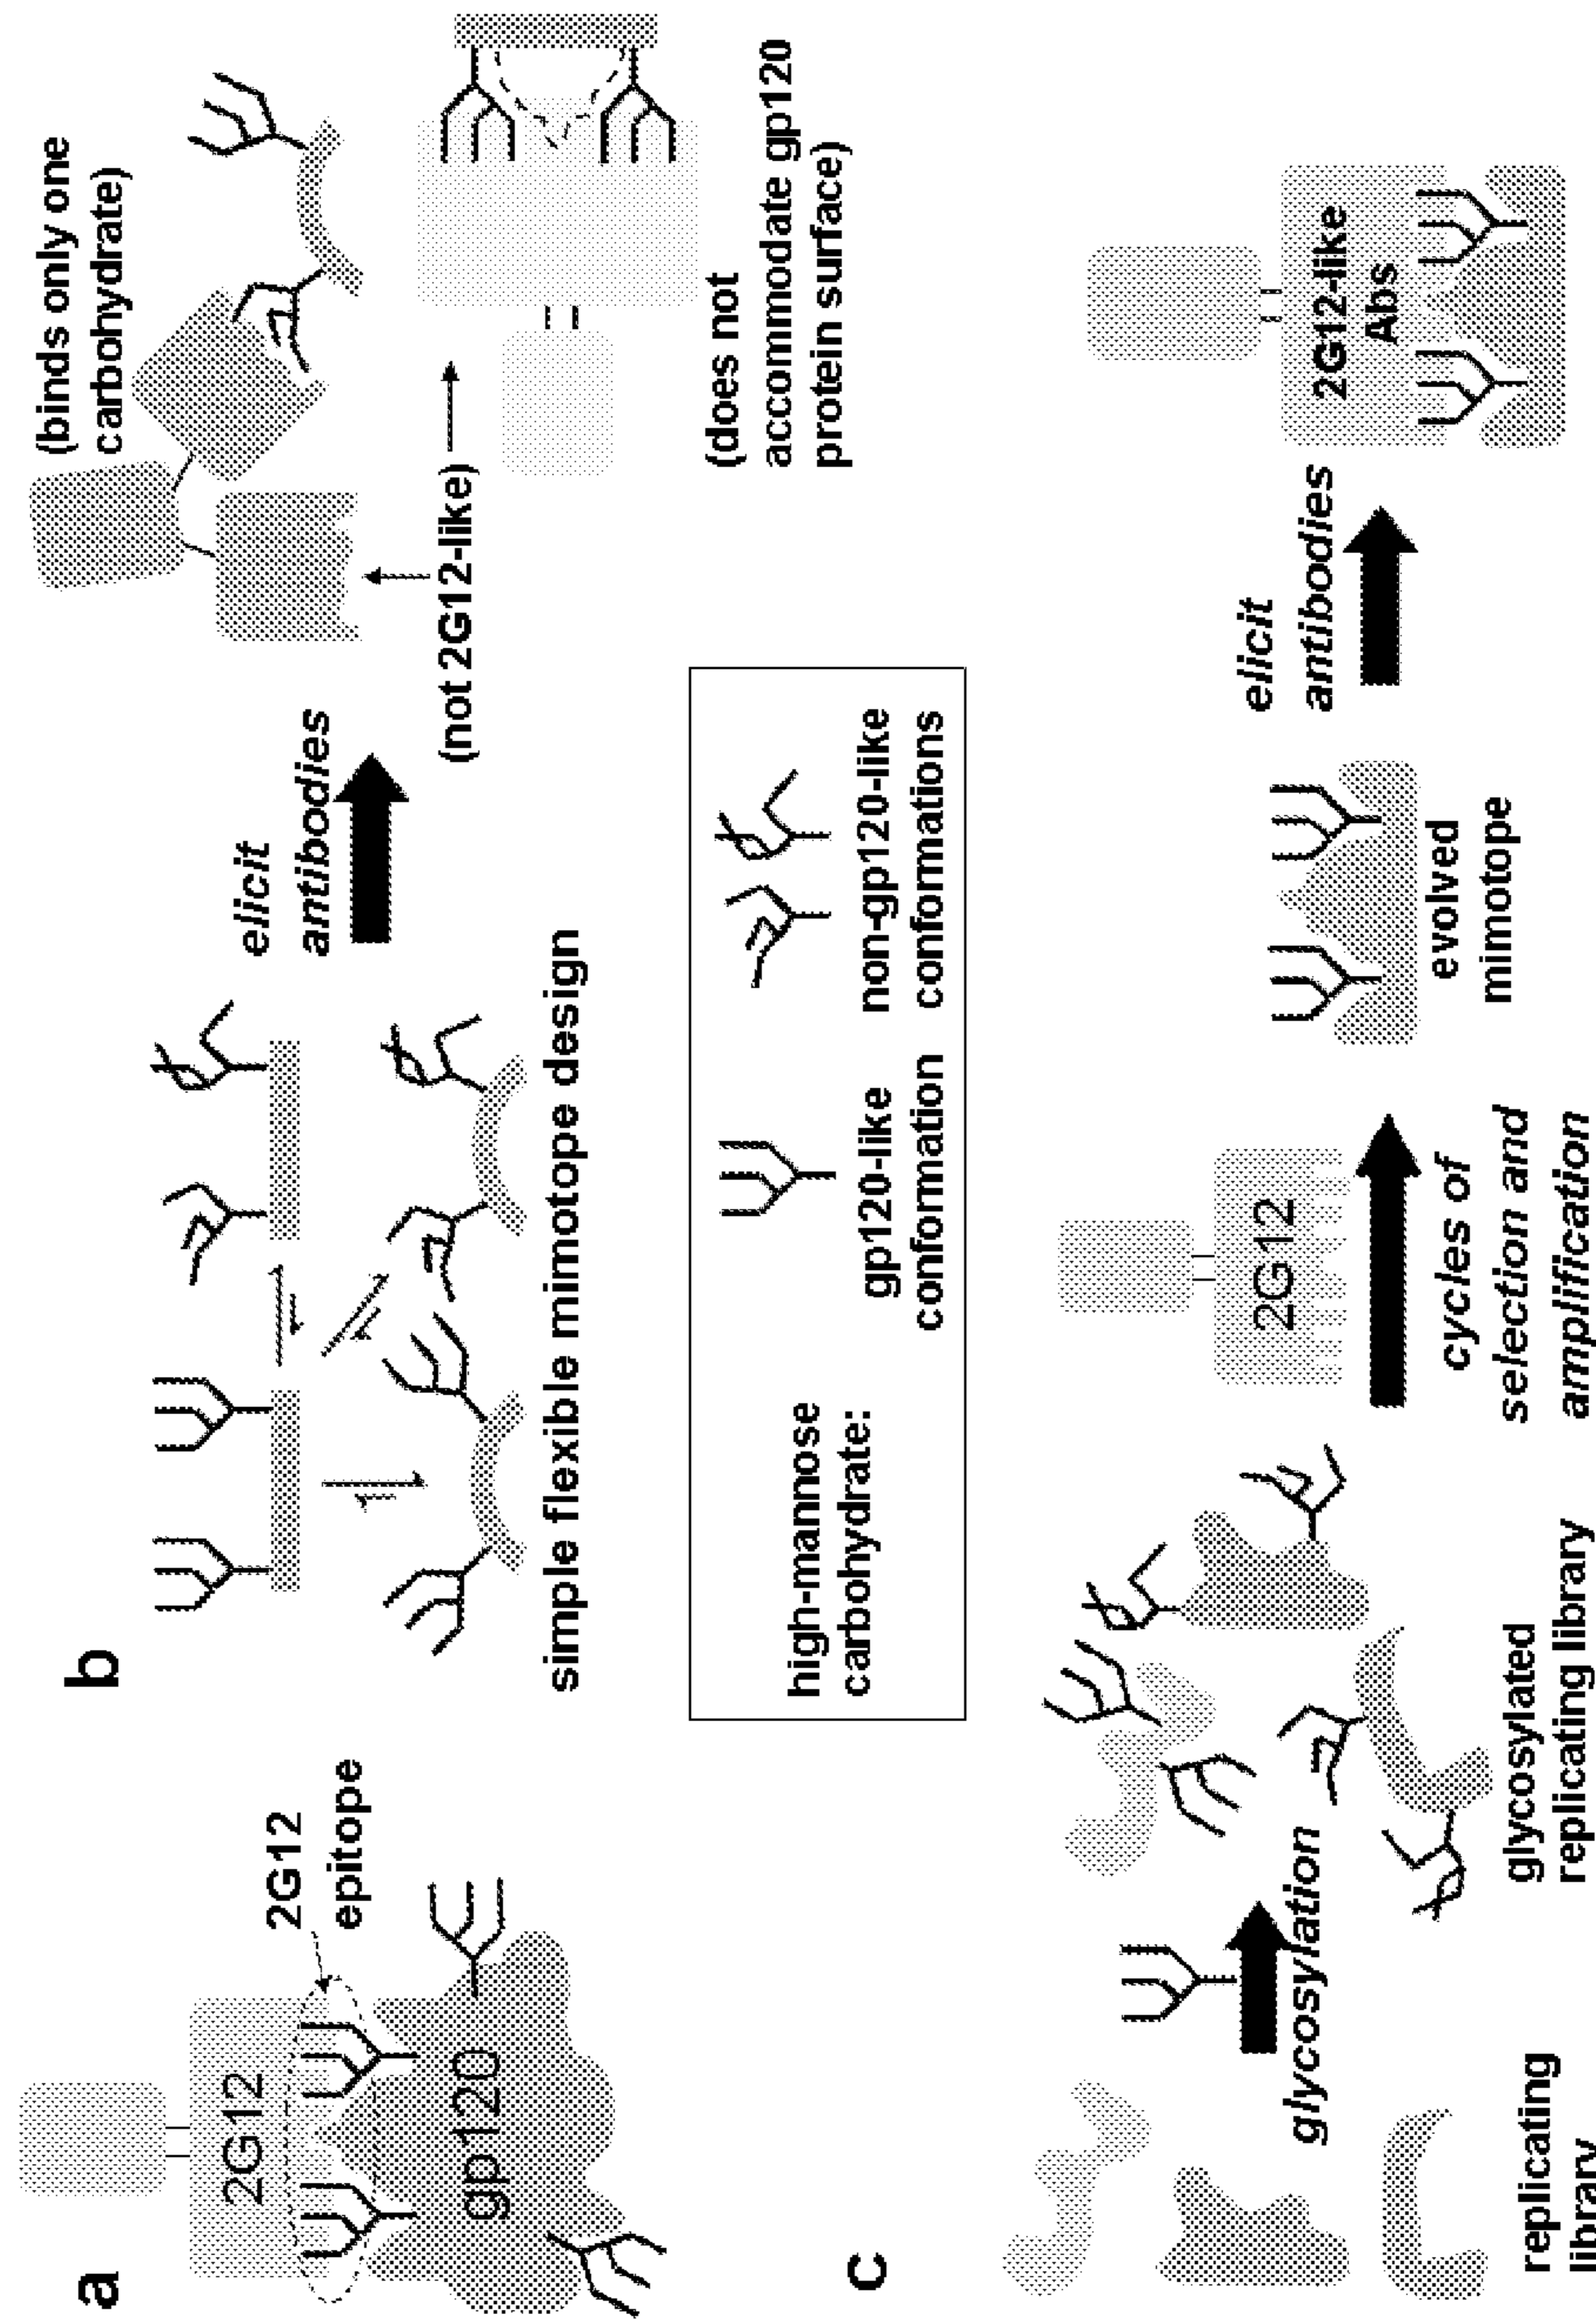 a
2G12
2G12
epitope
gp120
b
simple flexible mimotope design
elicit
antibodies
(not 2G12-like)
(binds only one
carbohydrate)
(does not
accommodate gp120
protein surface)
high-mannose
carbohydrate:
gp120-like
conformation
non-gp120-like
conformations
c
replicating
library
glycosylation
glycosylated
replicating library
2G12
cycles of
selection and
amplification
evolved
mimotope
elicit
antibodies
2G12-like
Abs